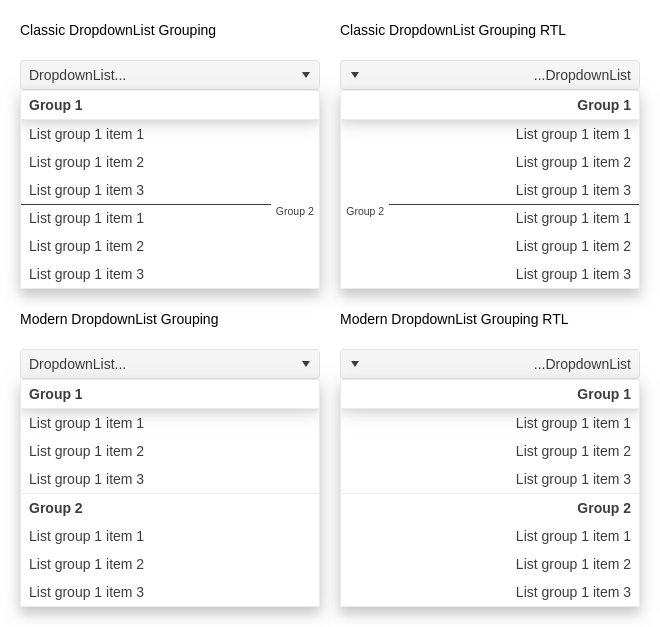 Classic DropdownList Grouping
DropdownList...
Group 1
List group 1 item 1
List group 1 item 2
List group 1 item 3
Group 2
List group 1 item 1
List group 1 item 2
List group 1 item 3
Classic DropdownList Grouping RTL
...DropdownList
Group 1
List group 1 item 1
List group 1 item 2
List group 1 item 3
Group 2
List group 1 item 1
List group 1 item 2
List group 1 item 3
Modern DropdownList Grouping
DropdownList...
Group 1
List group 1 item 1
List group 1 item 2
List group 1 item 3
Group 2
List group 1 item 1
List group 1 item 2
List group 1 item 3
Modern DropdownList Grouping RTL
...DropdownList
Group 1
List group 1 item 1
List group 1 item 2
List group 1 item 3
Group 2
List group 1 item 1
List group 1 item 2
List group 1 item 3